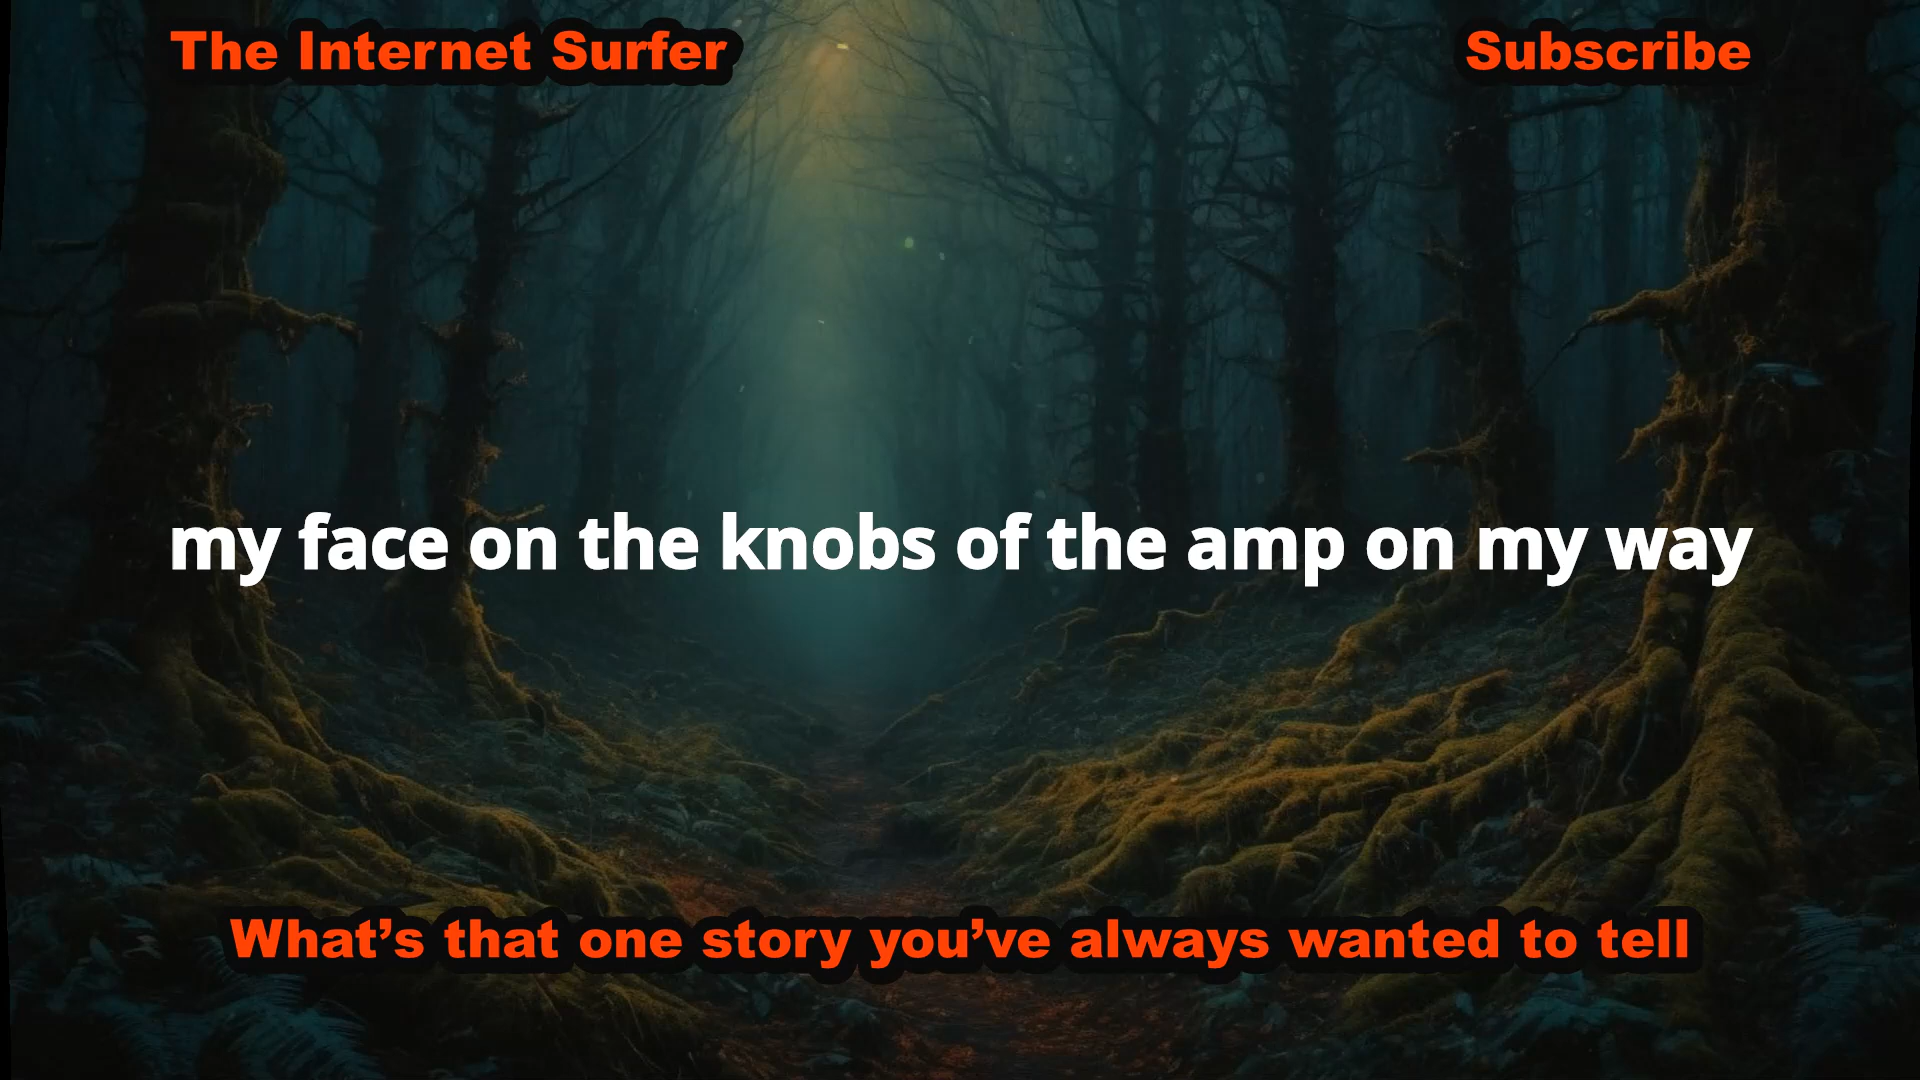 The Internet Surfer
Subscribe
my face on the knobs of the amp on my way
What’s that one story you’ve always wanted to tell